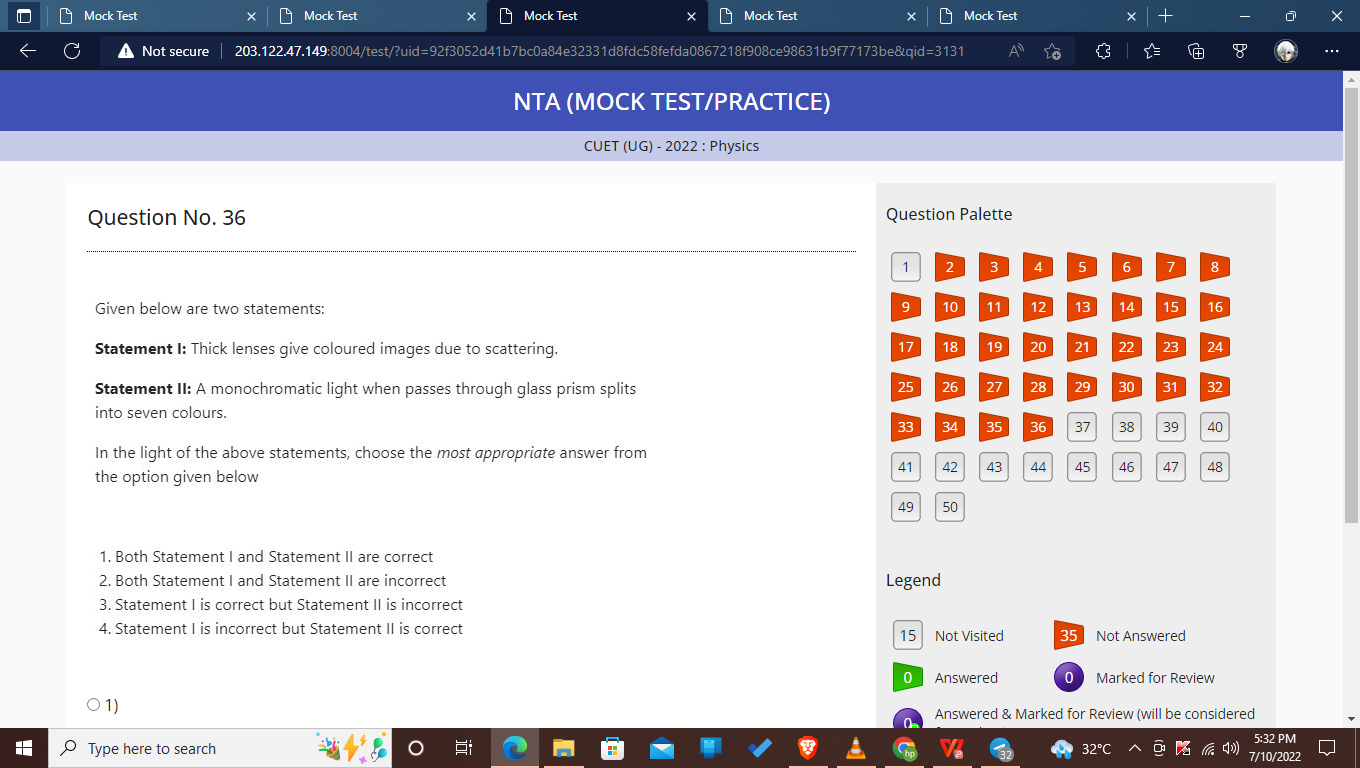 Mock Test
Mock Test
Mock Test
Mock Test
Mock Test
Not secure
203.122.47.149:8004/test/?uid=92f3052d41b7bc0a84e32331d8fdc58fefda0867218f908ce98631b9f77173be&qid=3131
NTA (MOCK TEST/PRACTICE)
CUET (UG) - 2022 : Physics
Question No. 36
Given below are two statements:
Statement I: Thick lenses give coloured images due to scattering.
Statement II: A monochromatic light when passes through glass prism splits
into seven colours.
In the light of the above statements, choose the most appropriate answer from
the option given below
1. Both Statement I and Statement II are correct
2. Both Statement I and Statement II are incorrect
3. Statement I is correct but Statement II is incorrect
4. Statement I is incorrect but Statement II is correct
1)
Question Palette
1 2 3 4 5 6 7 8
9 10 11 12 13 14 15 16
17 18 19 20 21 22 23 24
25 26 27 28 29 30 31 32
33 34 35 36 37 38 39 40
41 42 43 44 45 46 47 48
49 50
Legend
15 Not Visited 35 Not Answered
0 Answered 0 Marked for Review
0 Answered & Marked for Review (will be considered
Type here to search
hp
32
32°C
5:32 PM
7/10/2022